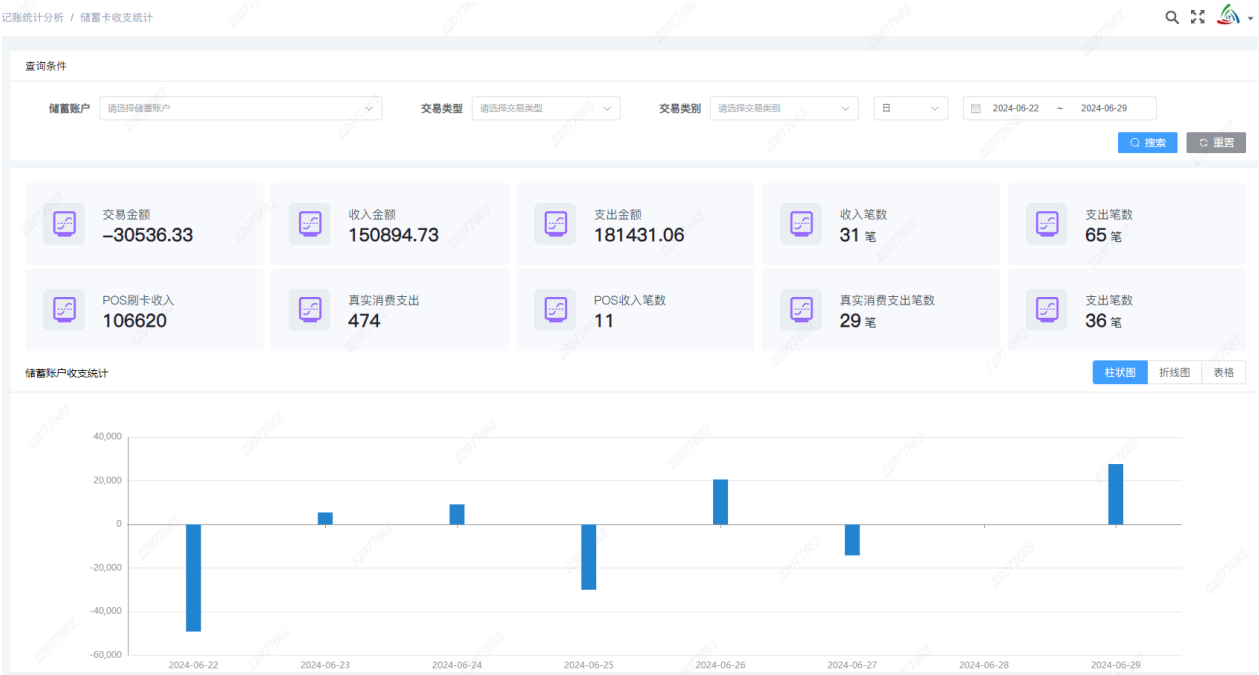 记账统计分析 / 储蓄卡收支统计
查询条件
储蓄账户 请选择储蓄账户 交易类型 请选择交易类型 交易类别 请选择交易类别 日 2024-06-22 ~ 2024-06-29
搜索 重置
交易金额 收入金额 支出金额 收入笔数 支出笔数
-30536.33 150894.73 181431.06 31 笔 65 笔
POS刷卡收入 真实消费支出 POS收入笔数 真实消费支出笔数 支出笔数
106620 474 11 29 笔 36 笔
储蓄账户收支统计 柱状图 折线图 表格
40,000
20,000
0
-20,000
-40,000
-60,000
2024-06-22 2024-06-23 2024-06-24 2024-06-25 2024-06-26 2024-06-27 2024-06-28 2024-06-29
22077662